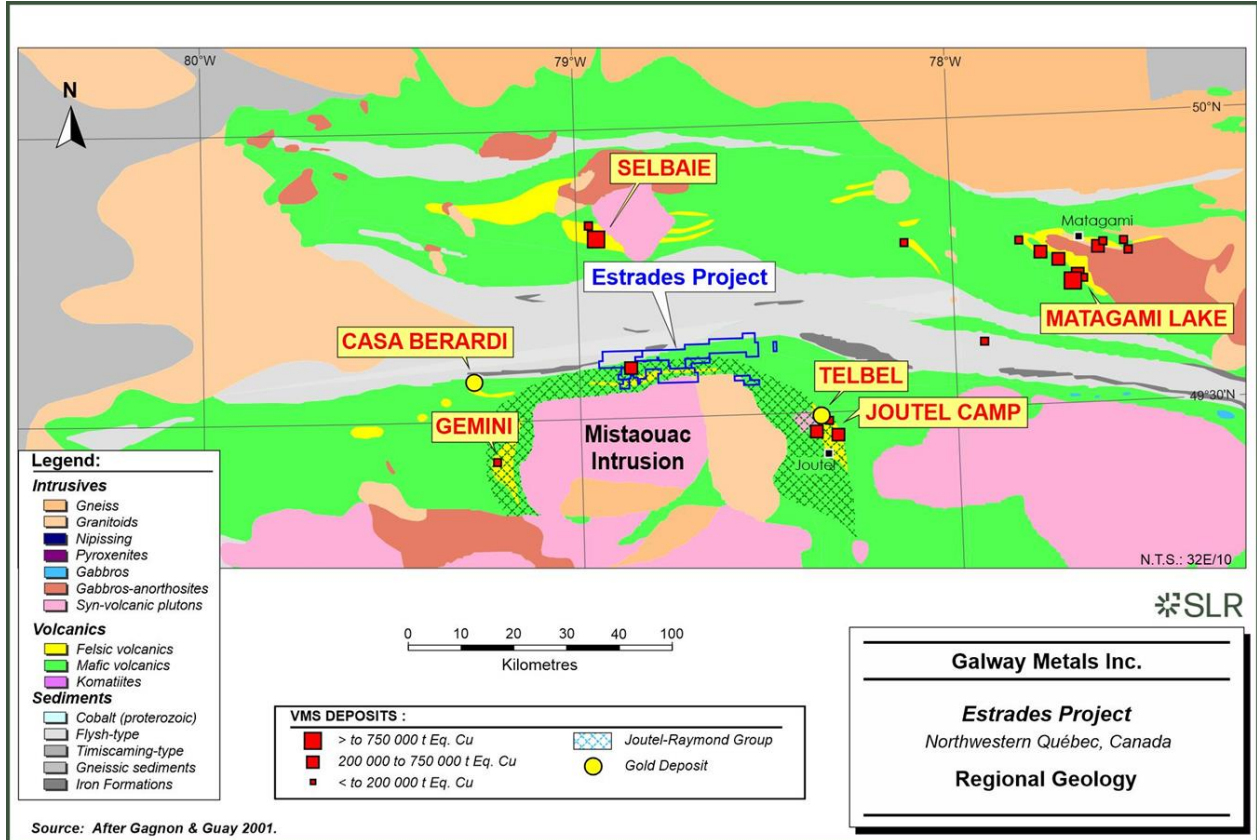 80°W
79°W
78°W
N
50°N
SELBAIE
Matagami
Estrades Project
MATAGAMI LAKE
CASA BERARDI
TELBEL
49°30'N
GEMINI
JOUTEL CAMP
Mistaouac
Intrusion
Joutel
N.T.S.: 32E/10
Legend:
Intrusives
Gneiss
Granitoids
Nipissing
Pyroxenites
Gabbros
Gabbros-anorthosites
Syn-volcanic plutons
Volcanics
Felsic volcanics
Mafic volcanics
Komatiites
Sediments
Cobalt (proterozoic)
Flysh-type
Timiscaming-type
Gneissic sediments
Iron Formations
0 10 20 30 40 100
Kilometres
VMS DEPOSITS :
> to 750 000 t Eq. Cu
200 000 to 750 000 t Eq. Cu
< to 200 000 t Eq. Cu
Joutel-Raymond Group
Gold Deposit
SLR
Galway Metals Inc.
Estrades Project
Northwestern Québec, Canada
Regional Geology
Source: After Gagnon & Guay 2001.